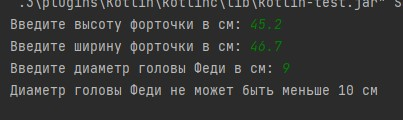 .3\plugins\Kotlin\kotlinc\lib\kotlin-test.jar" S
Введите высоту форточки в см: 45.2
Введите ширину форточки в см: 46.7
Введите диаметр головы Феди в см: 9
Диаметр головы Феди не может быть меньше 10 см